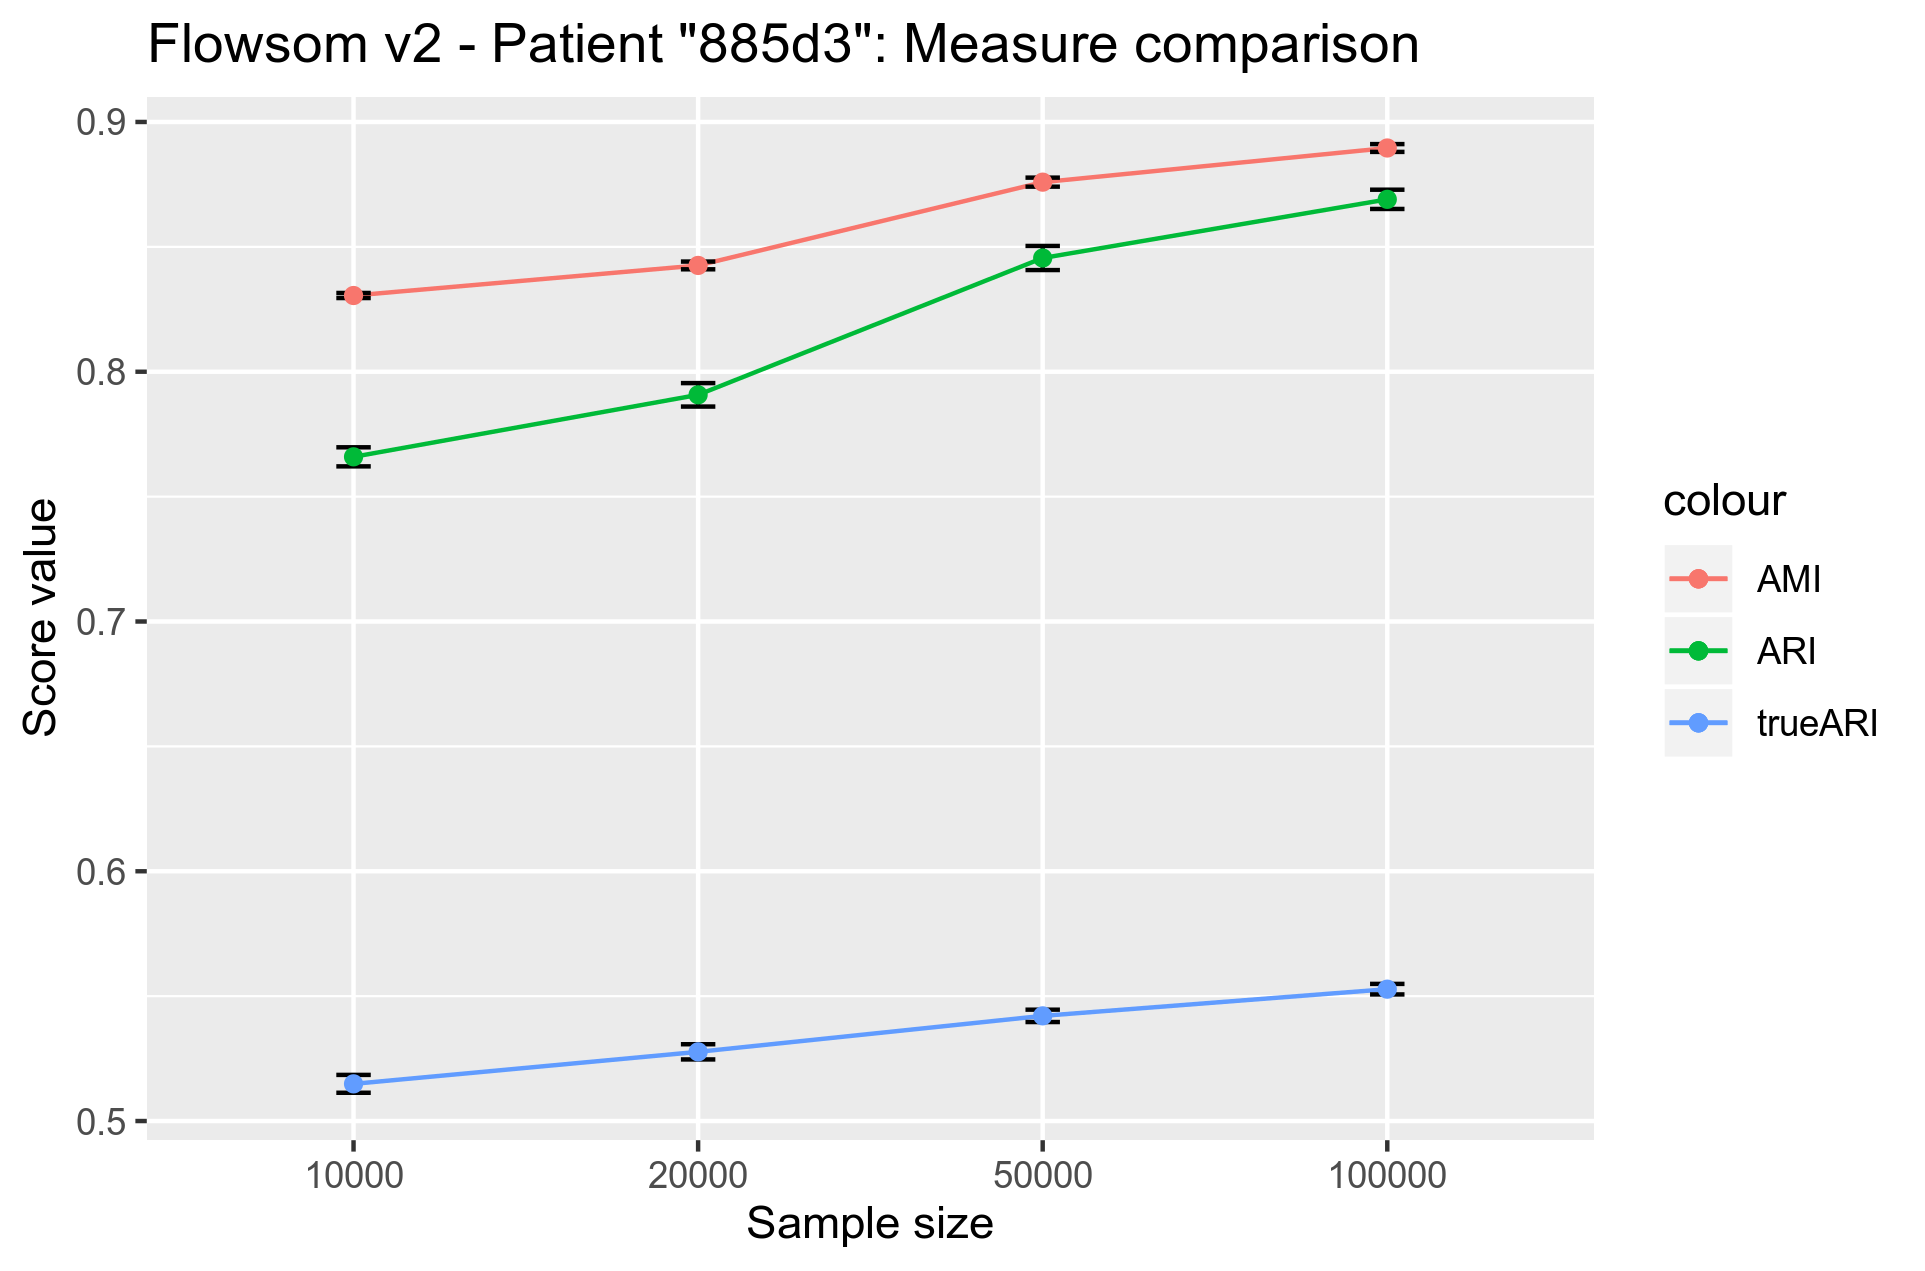 Flowsom v2 - Patient "885d3": Measure comparison
0.9
0.8
0.7
0.6
0.5
Score value
10000 20000 50000 100000
Sample size
colour
AMI
ARI
trueARI